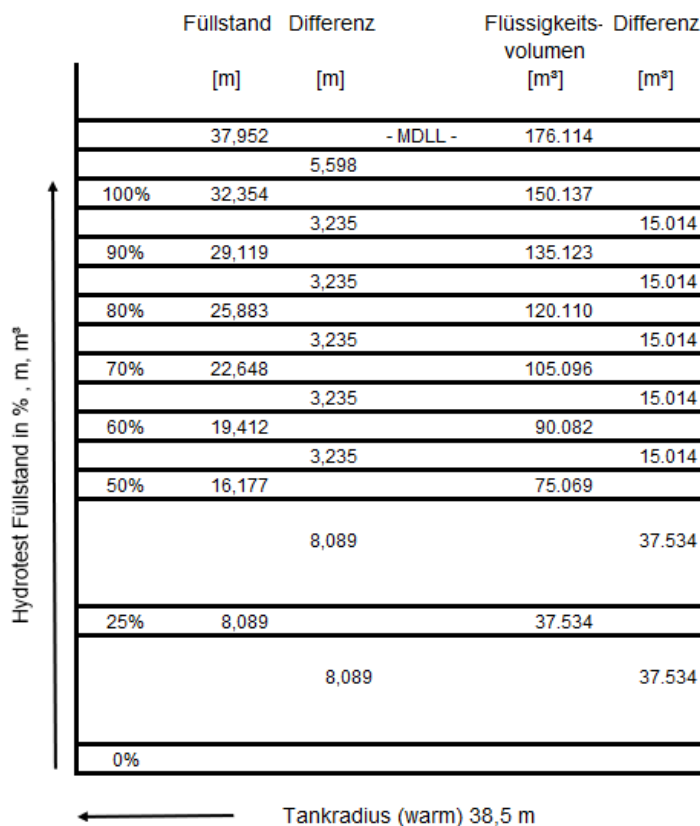 Füllstand Differenz Flüssigkeits- Differenz
volumen
[m] [m] [m³] [m³]
37,952 - MDLL - 176.114
5,598
100% 32,354 150.137
3,235 15.014
90% 29,119 135.123
3,235 15.014
80% 25,883 120.110
3,235 15.014
70% 22,648 105.096
3,235 15.014
60% 19,412 90.082
3,235 15.014
50% 16,177 75.069
8,089 37.534
25% 8,089 37.534
8,089 37.534
0%
Hydrotest Füllstand in % , m, m³
Tankradius (warm) 38,5 m